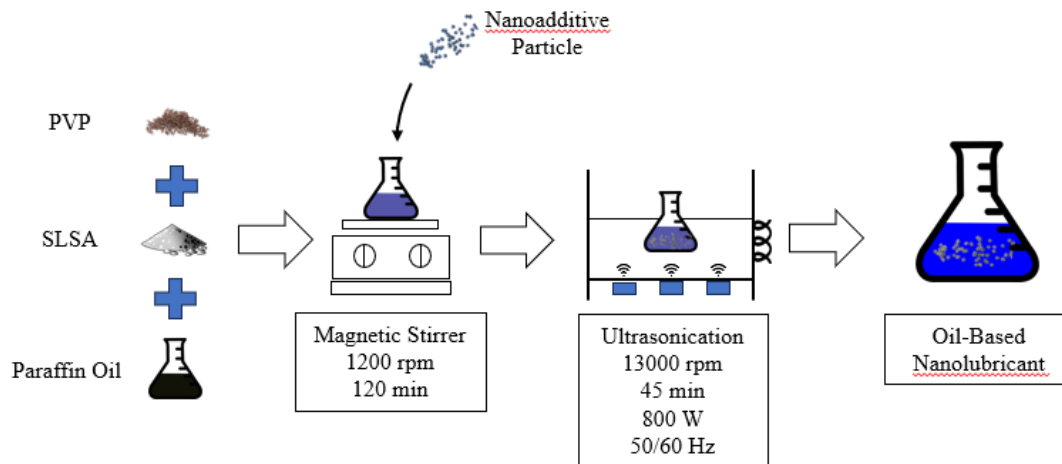 Nanoadditive
Particle
PVP
SLSA
Paraffin Oil
Magnetic Stirrer
1200 rpm
120 min
Ultrasonication
13000 rpm
45 min
800 W
50/60 Hz
Oil-Based
Nanolubricant